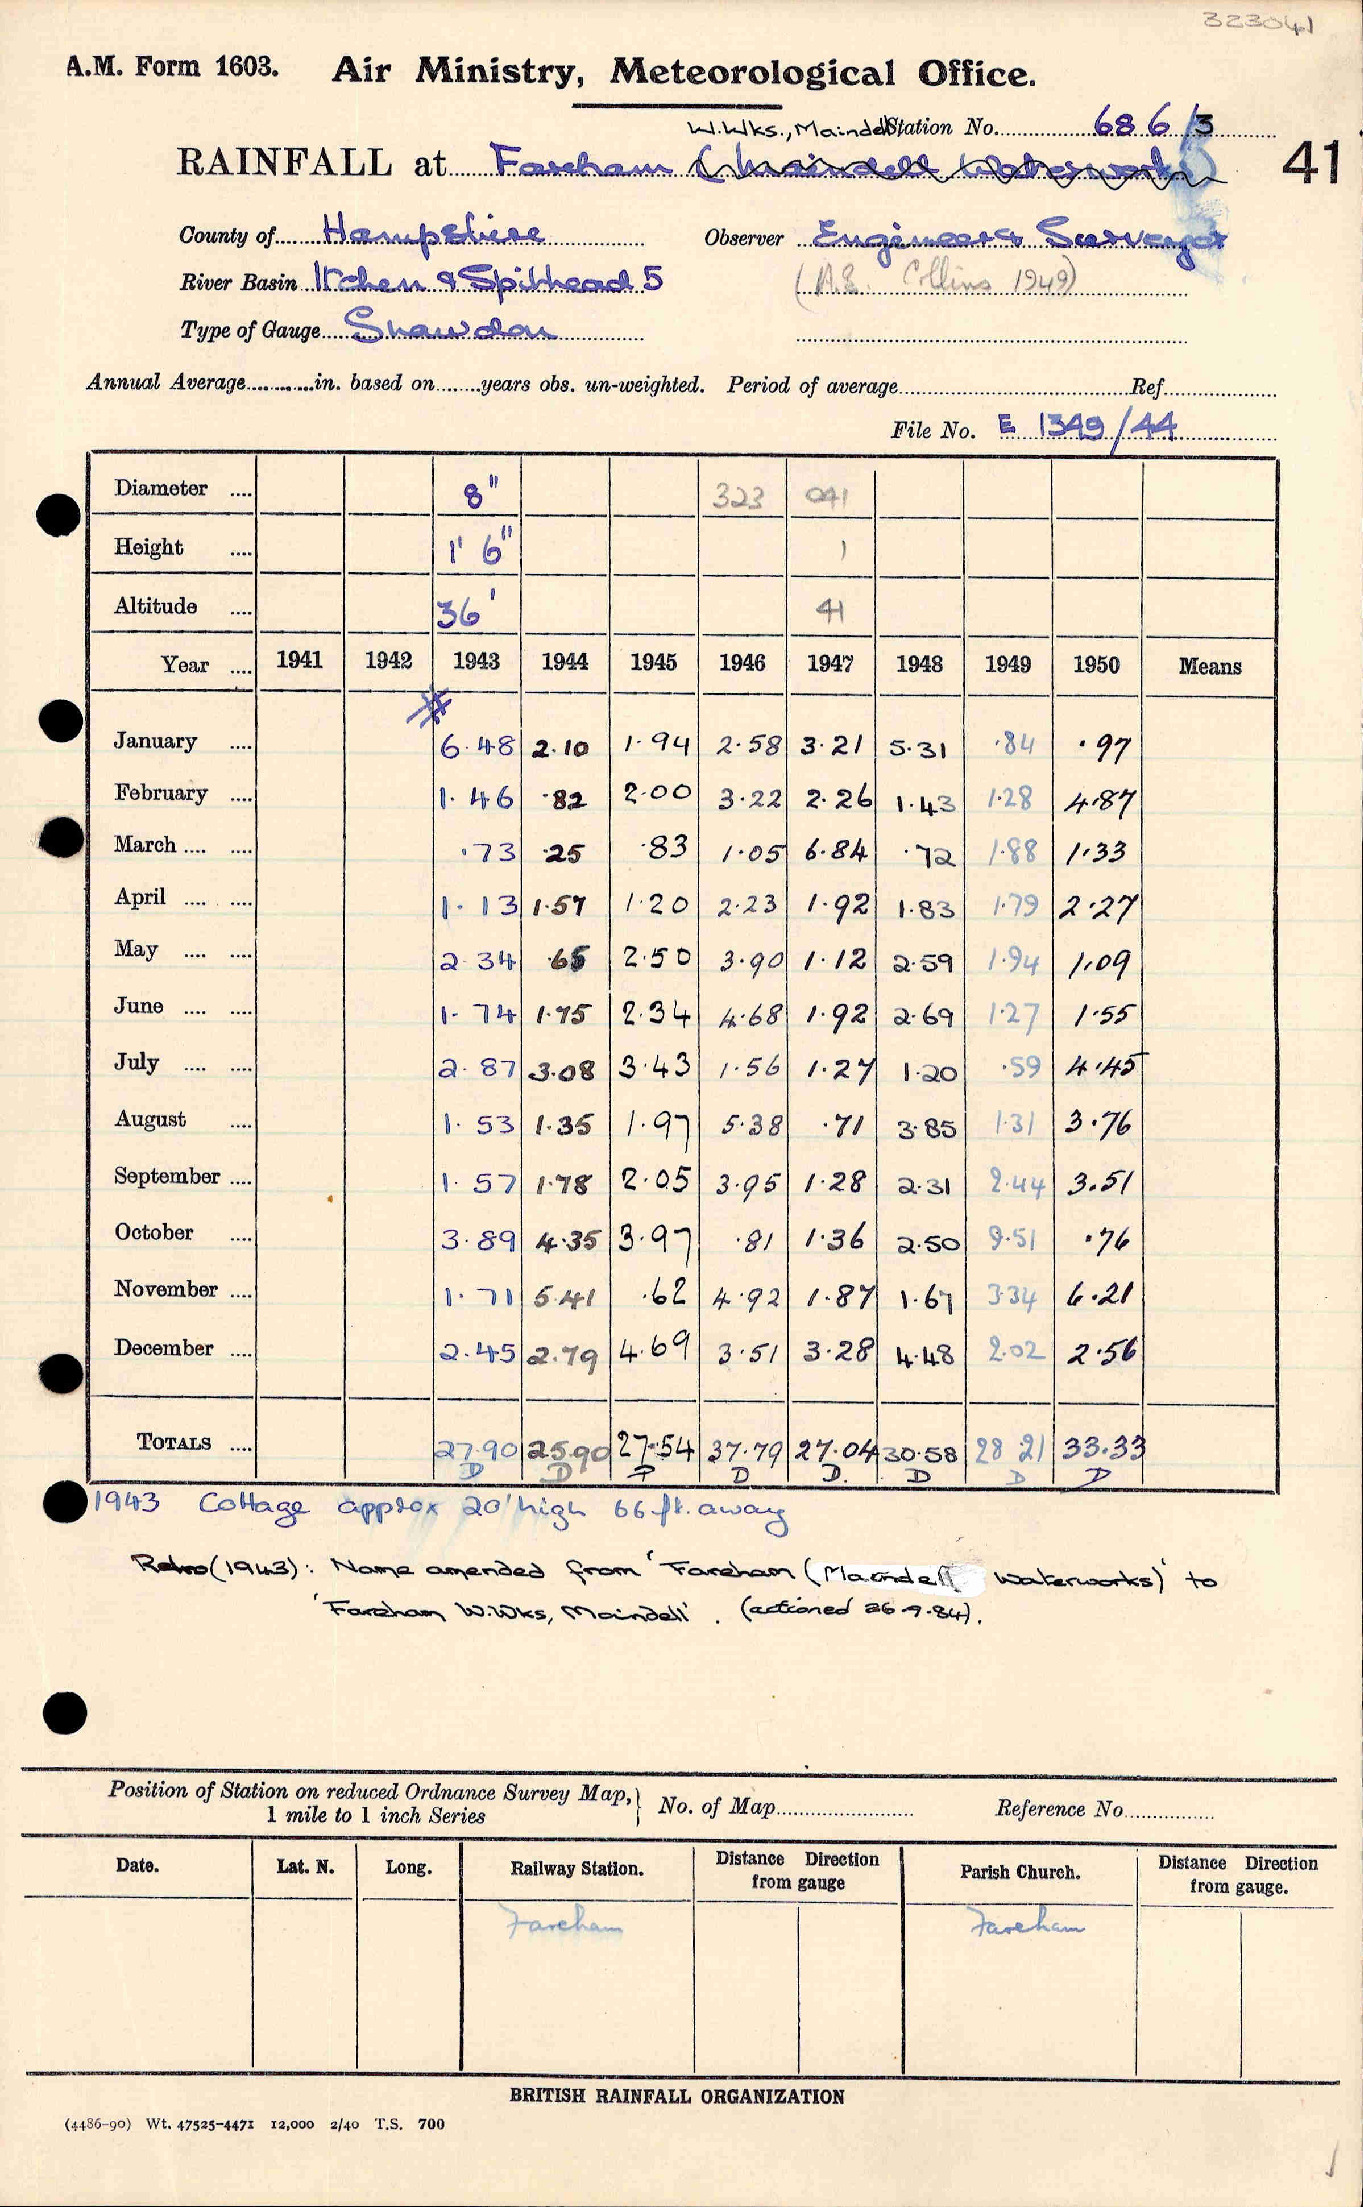 323041
A.M. Form 1603. Air Ministry, Meteorological Office.
W.Wks., Maindell Station No. 686/3
RAINFALL at Fareham (Maindell Waterworks) 41
County of Hampshire Observer Engineer & Surveyor
River Basin Itchen & Spithead 5 (A.E. Collins 1949)
Type of Gauge Snowdon
Annual Average in. based on years obs. un-weighted. Period of average Ref.
File No. E 1349/44
Diameter 8" 323 041
Height 1' 6" 1
Altitude 36' 41
Year 1941 1942 1943 1944 1945 1946 1947 1948 1949 1950 Means
January 6.48 2.10 1.94 2.58 3.21 5.31 .84 .97
February 1.46 .82 2.00 3.22 2.26 1.43 1.28 4.87
March .73 .25 .83 1.05 6.84 .72 1.88 1.33
April 1.13 1.57 1.20 2.23 1.92 1.83 1.79 2.27
May 2.34 .65 2.50 3.90 1.12 2.59 1.94 1.09
June 1.74 1.75 2.34 4.68 1.92 2.69 1.27 1.55
July 2.87 3.08 3.43 1.56 1.27 1.20 .59 4.45
August 1.53 1.35 1.97 5.38 .71 3.85 1.31 3.76
September 1.57 1.78 2.05 3.95 1.28 2.31 2.44 3.51
October 3.89 4.35 3.97 .81 1.36 2.50 9.51 .76
November 1.71 5.41 .62 4.92 1.87 1.67 3.34 6.21
December 2.45 2.79 4.69 3.51 3.28 4.48 2.02 2.56
TOTALS 27.90 25.90 27.54 37.79 27.04 30.58 28.21 33.33
D D D D D. D D D
1943 Cottage approx 20' high 66 ft. away
Retro (1943): Name amended from 'Fareham (Maindell Waterworks)' to
'Fareham W.Wks, Maindell'. (actioned 26.9.84).
Position of Station on reduced Ordnance Survey Map, No. of Map Reference No.
1 mile to 1 inch Series
Date. Lat. N. Long. Railway Station. Distance Direction from gauge Parish Church. Distance Direction from gauge.
Fareham Fareham
BRITISH RAINFALL ORGANIZATION
(4486-90) Wt. 47525-4471 12,000 2/40 T.S. 700